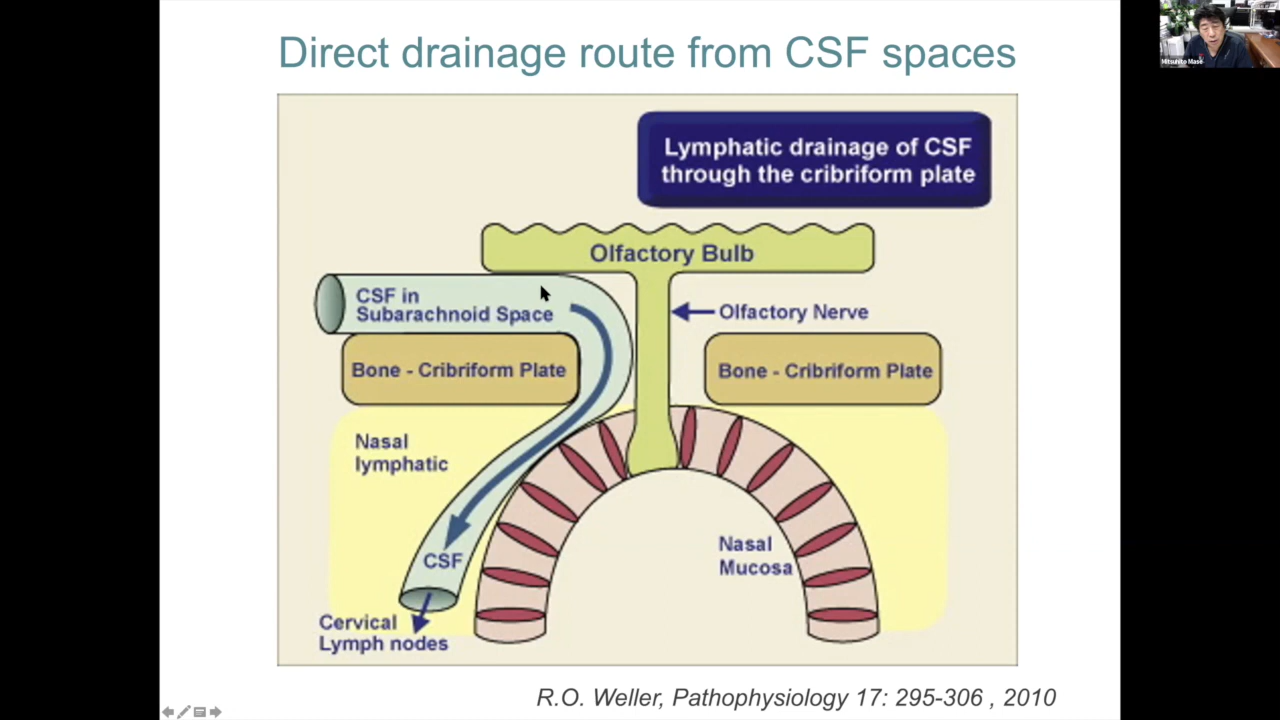 Direct drainage route from CSF spaces
Mitsuhito Mase
Lymphatic drainage of CSF
through the cribriform plate
Olfactory Bulb
CSF in
Subarachnoid Space
Olfactory Nerve
Bone - Cribriform Plate
Bone - Cribriform Plate
Nasal
lymphatic
Nasal
Mucosa
CSF
Cervical
Lymph nodes
R.O. Weller, Pathophysiology 17: 295-306 , 2010